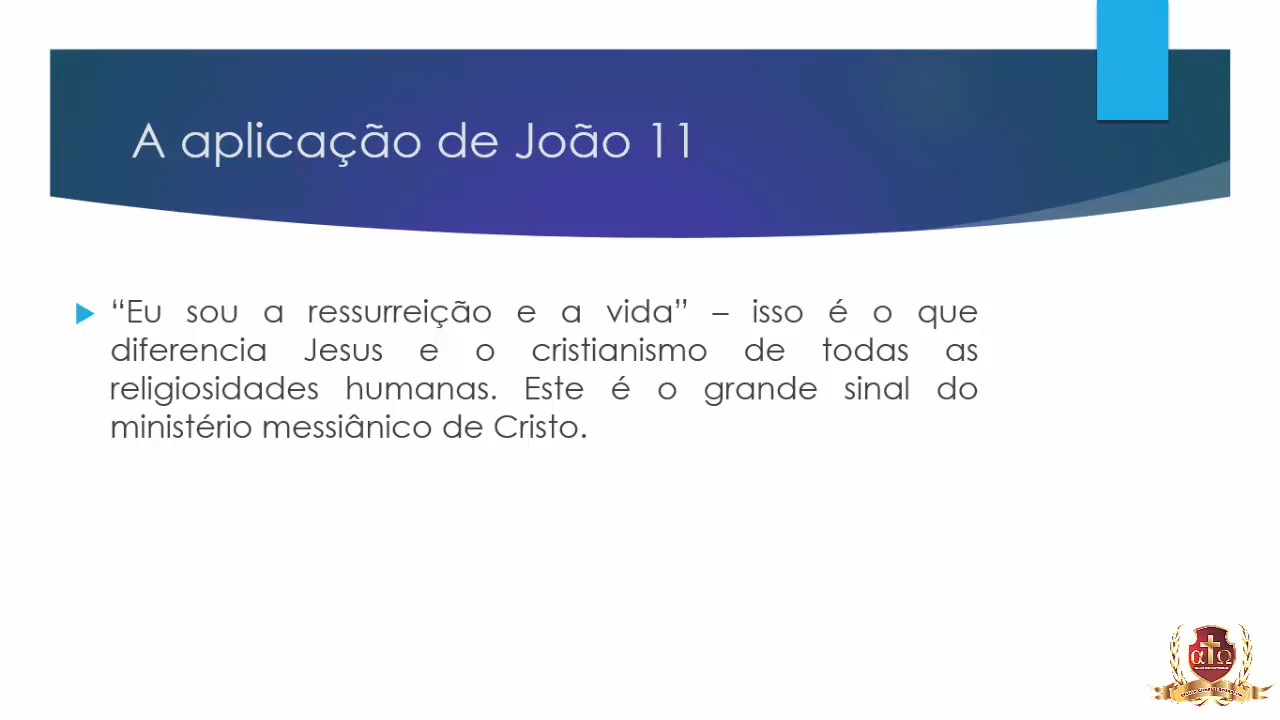 A aplicação de João 11
“Eu sou a ressurreição e a vida” – isso é o que
diferencia Jesus e o cristianismo de todas as
religiosidades humanas. Este é o grande sinal do
ministério messiânico de Cristo.
α Ω